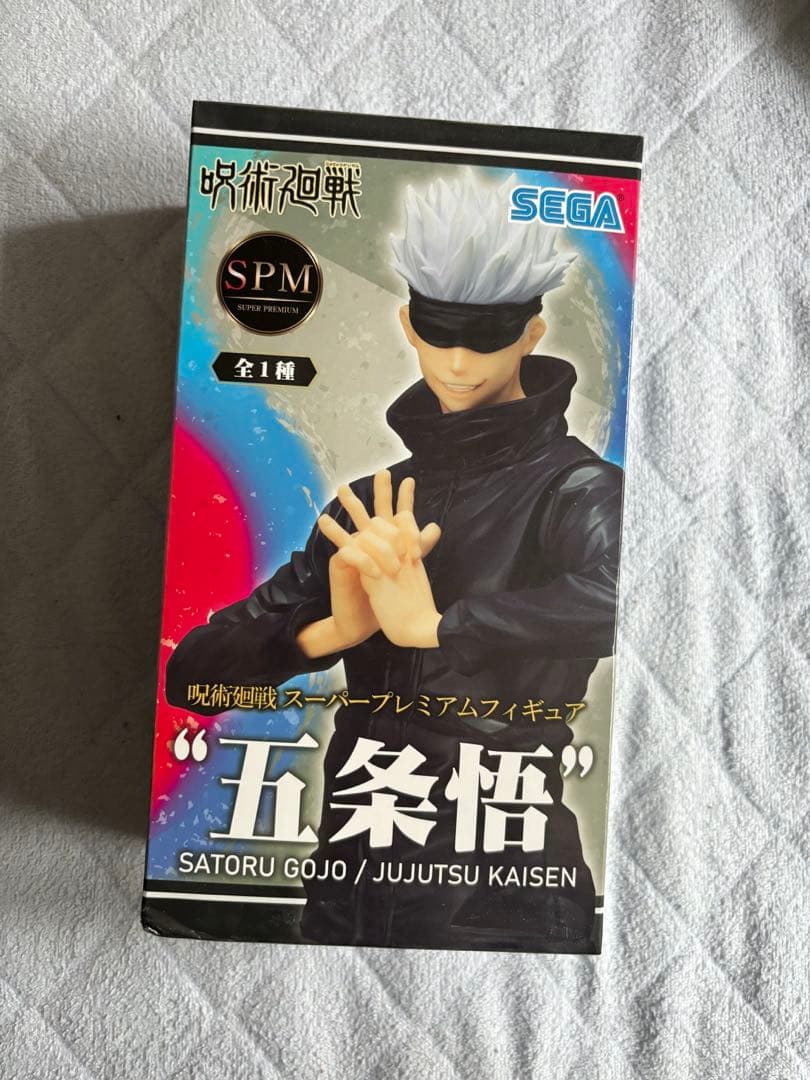 呪術廻戦
SEGA®
SPM
SUPER PREMIUM
全1種
呪術廻戦 スーパープレミアムフィギュア
“五条悟”
SATORU GOJO / JUJUTSU KAISEN